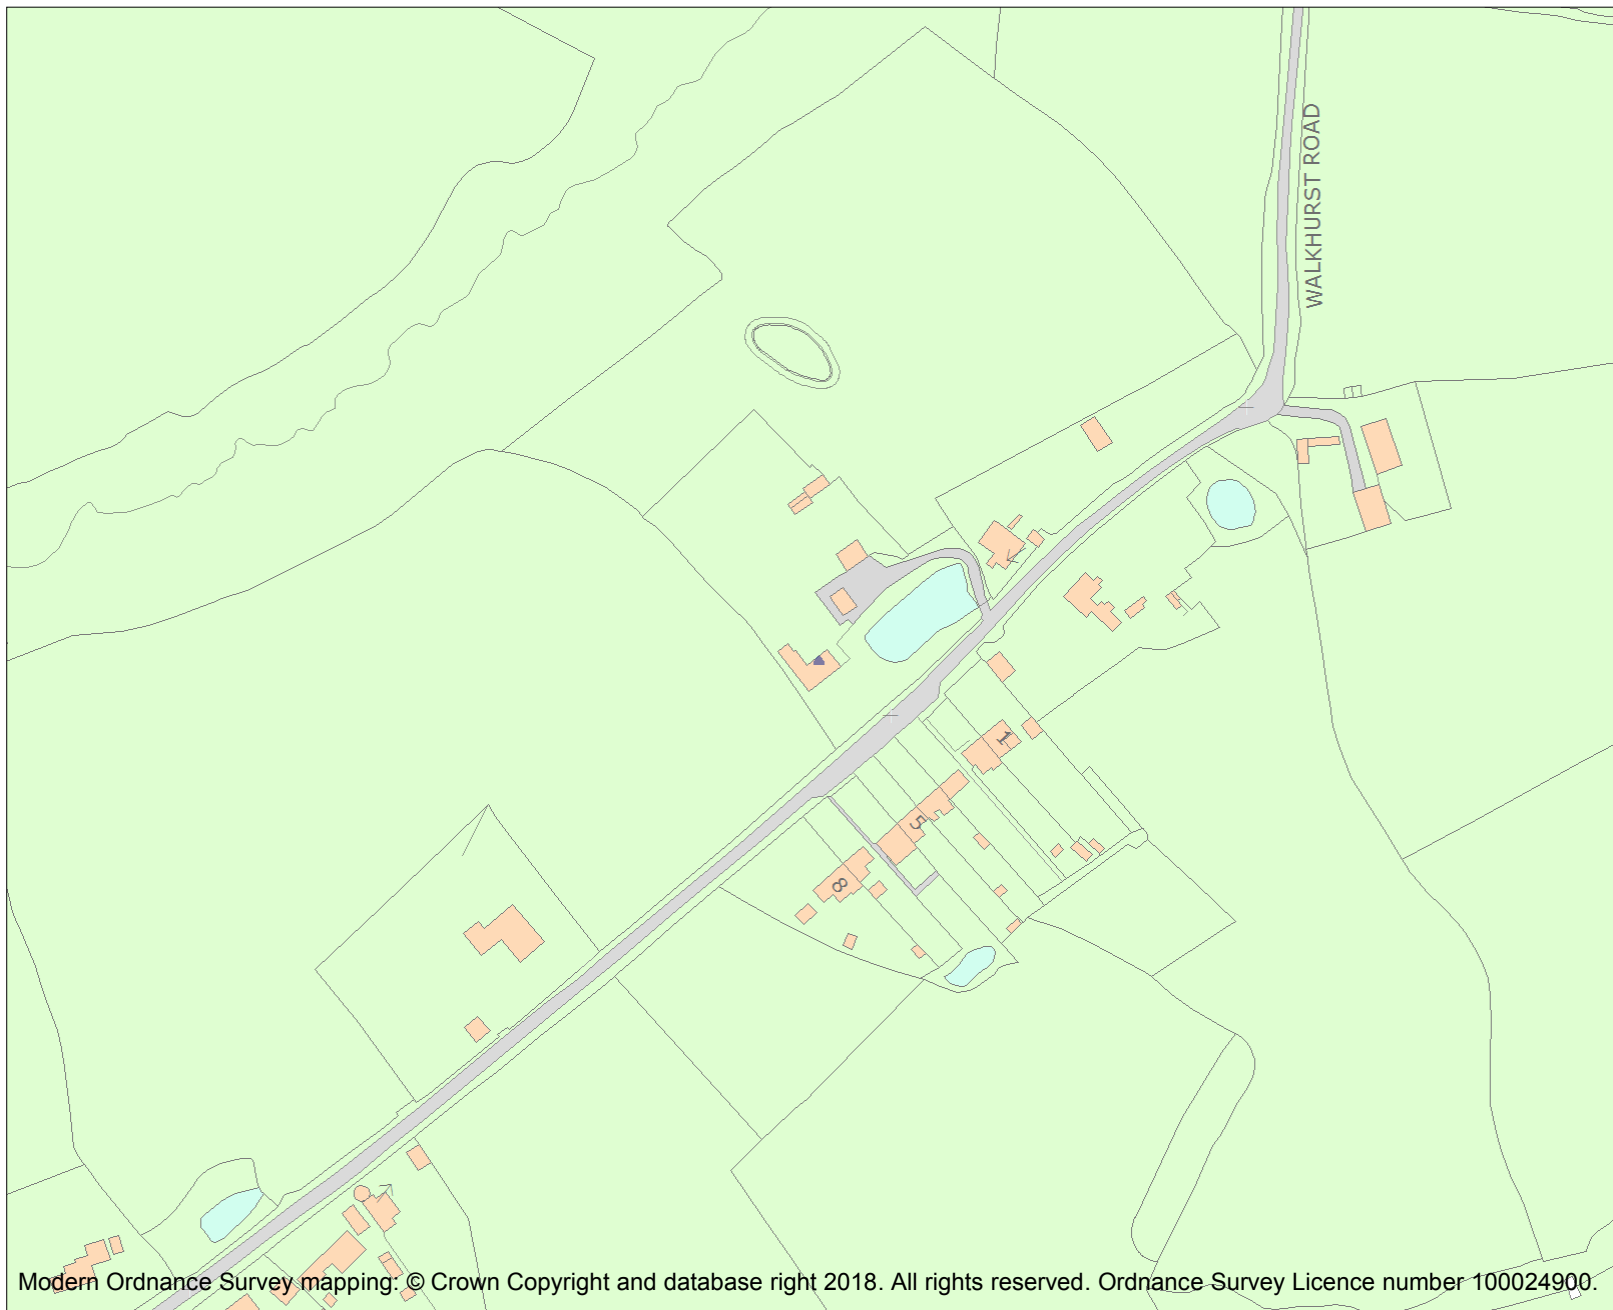 WALKHURST ROAD
1
5
8
Modern Ordnance Survey mapping: © Crown Copyright and database right 2018. All rights reserved. Ordnance Survey Licence number 100024900.